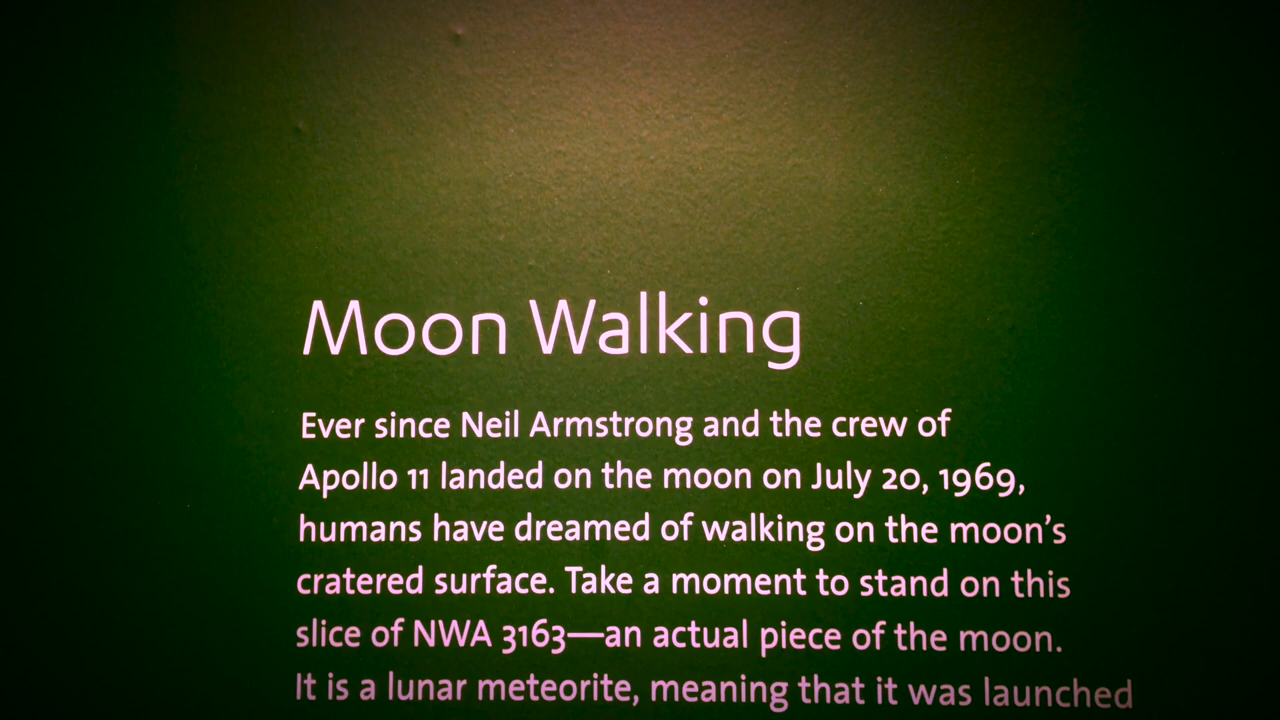 Moon Walking
Ever since Neil Armstrong and the crew of
Apollo 11 landed on the moon on July 20, 1969,
humans have dreamed of walking on the moon’s
cratered surface. Take a moment to stand on this
slice of NWA 3163—an actual piece of the moon.
It is a lunar meteorite, meaning that it was launched